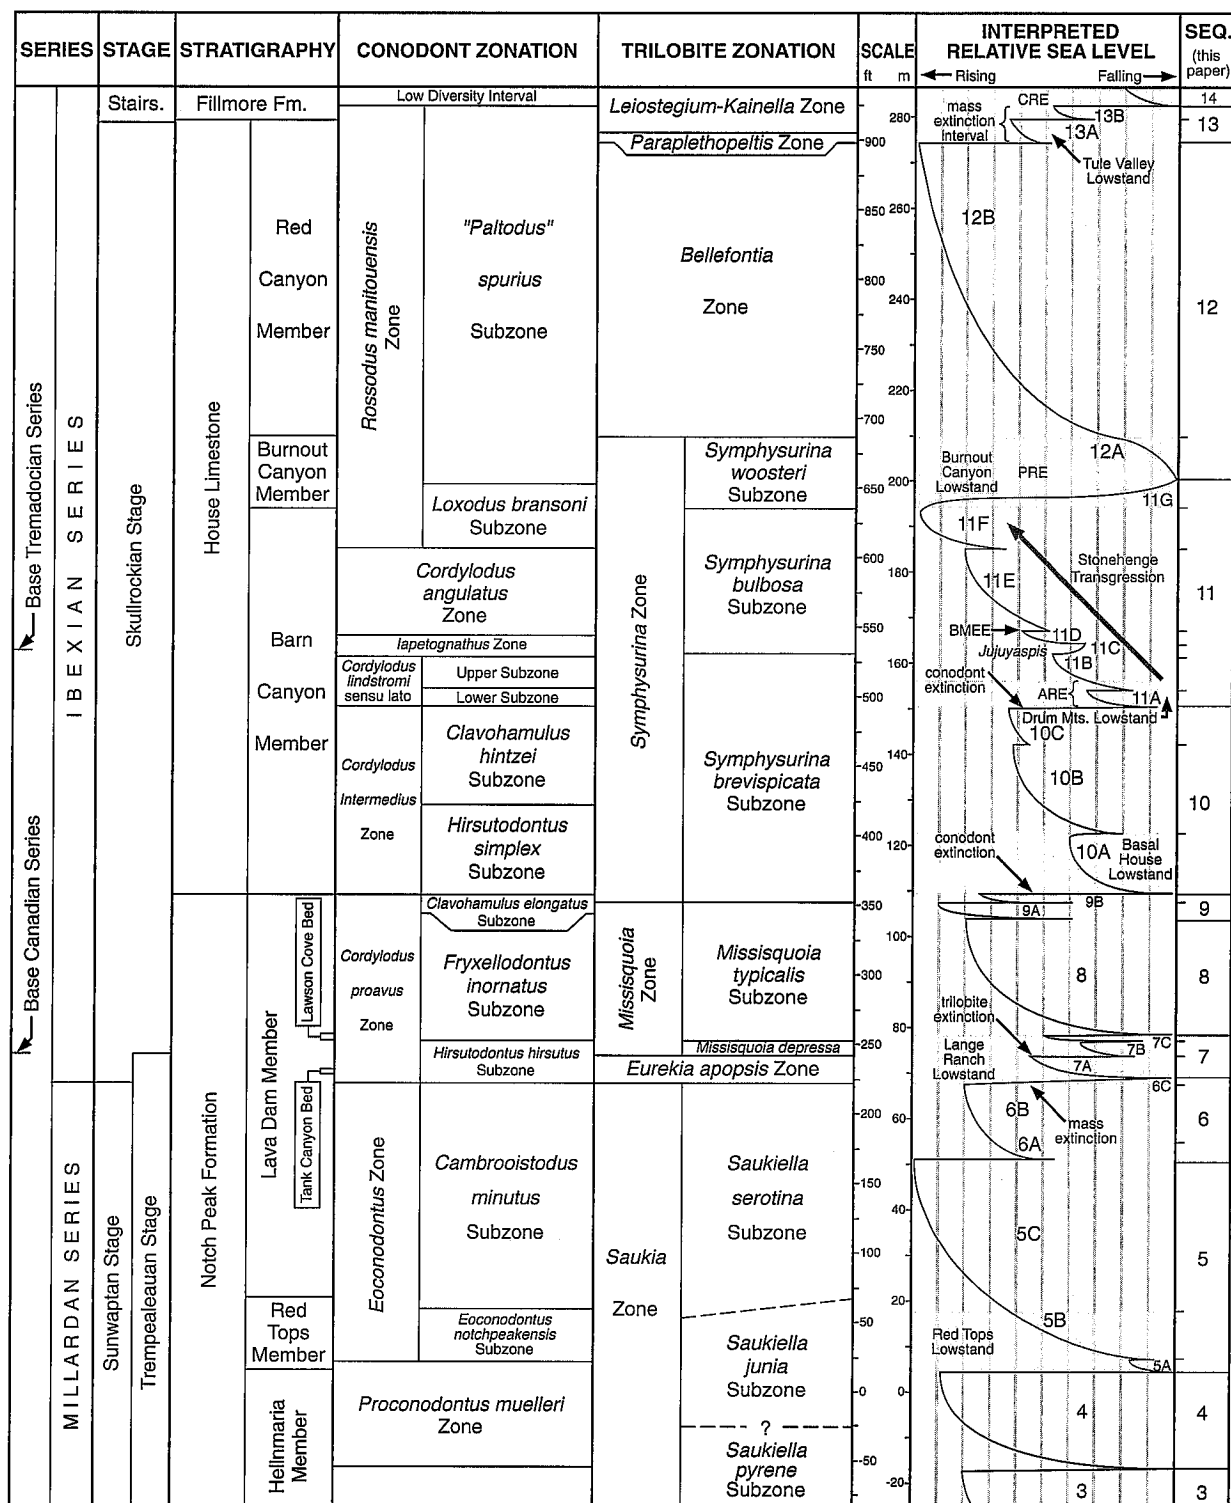 SERIES
STAGE
STRATIGRAPHY
CONODONT ZONATION
TRILOBITE ZONATION
SCALE
ft m
INTERPRETED
RELATIVE SEA LEVEL
Rising
Falling
SEQ.
(this
paper)
Base Tremadocian Series
Base Canadian Series
IBEXIAN SERIES
MILLARDAN SERIES
Stairs.
Skullrockian Stage
Sunwaptan Stage
Trempealeauan Stage
Fillmore Fm.
House Limestone
Red
Canyon
Member
Burnout
Canyon
Member
Barn
Canyon
Member
Notch Peak Formation
Lava Dam Member
Lawson Cove Bed
Tank Canyon Bed
Red
Tops
Member
Hellnmaria
Member
Low Diversity Interval
Rossodus manitouensis
Zone
"Paltodus"
spurius
Subzone
Loxodus bransoni
Subzone
Cordylodus
angulatus
Zone
Iapetognathus Zone
Cordylodus
lindstromi
sensu lato
Upper Subzone
Lower Subzone
Cordylodus
Intermedius
Zone
Clavohamulus
hintzei
Subzone
Hirsutodontus
simplex
Subzone
Clavohamulus elongatus
Subzone
Cordylodus
proavus
Zone
Fryxellodontus
inornatus
Subzone
Hirsutodontus hirsutus
Subzone
Eoconodontus Zone
Cambrooistodus
minutus
Subzone
Eoconodontus
notchpeakensis
Subzone
Proconodontus muelleri
Zone
Leiostegium-Kainella Zone
Paraplethopeltis Zone
Bellefontia
Zone
Symphysurina Zone
Symphysurina
woosteri
Subzone
Symphysurina
bulbosa
Subzone
Symphysurina
brevispicata
Subzone
Missisquoia
Zone
Missisquoia
typicalis
Subzone
Missisquoia depressa
Eurekia apopsis Zone
Saukia
Zone
Saukiella
serotina
Subzone
Saukiella
junia
Subzone
?
Saukiella
pyrene
Subzone
280
900
850 260
800
240
750
220
700
200
650
600
180
550
160
500
140
450
400
120
350
100
300
80
250
200
60
150
40
100
20
50
0 0
-50
-20
mass
extinction
interval
CRE
13B
13A
Tule Valley
Lowstand
12B
12A
Burnout
Canyon
Lowstand
PRE
11G
11F
Stonehenge
Transgression
11E
BMEE
11D
Jujuyaspis
11C
11B
conodont
extinction
ARE
11A
Drum Mts. Lowstand
10C
10B
conodont
extinction
10A
Basal
House
Lowstand
9B
9A
8
trilobite
extinction
7C
7B
Lange
Ranch
Lowstand
7A
6C
6B
mass
extinction
6A
5C
5B
Red Tops
Lowstand
5A
4
3
14
13
12
11
10
9
8
7
6
5
4
3